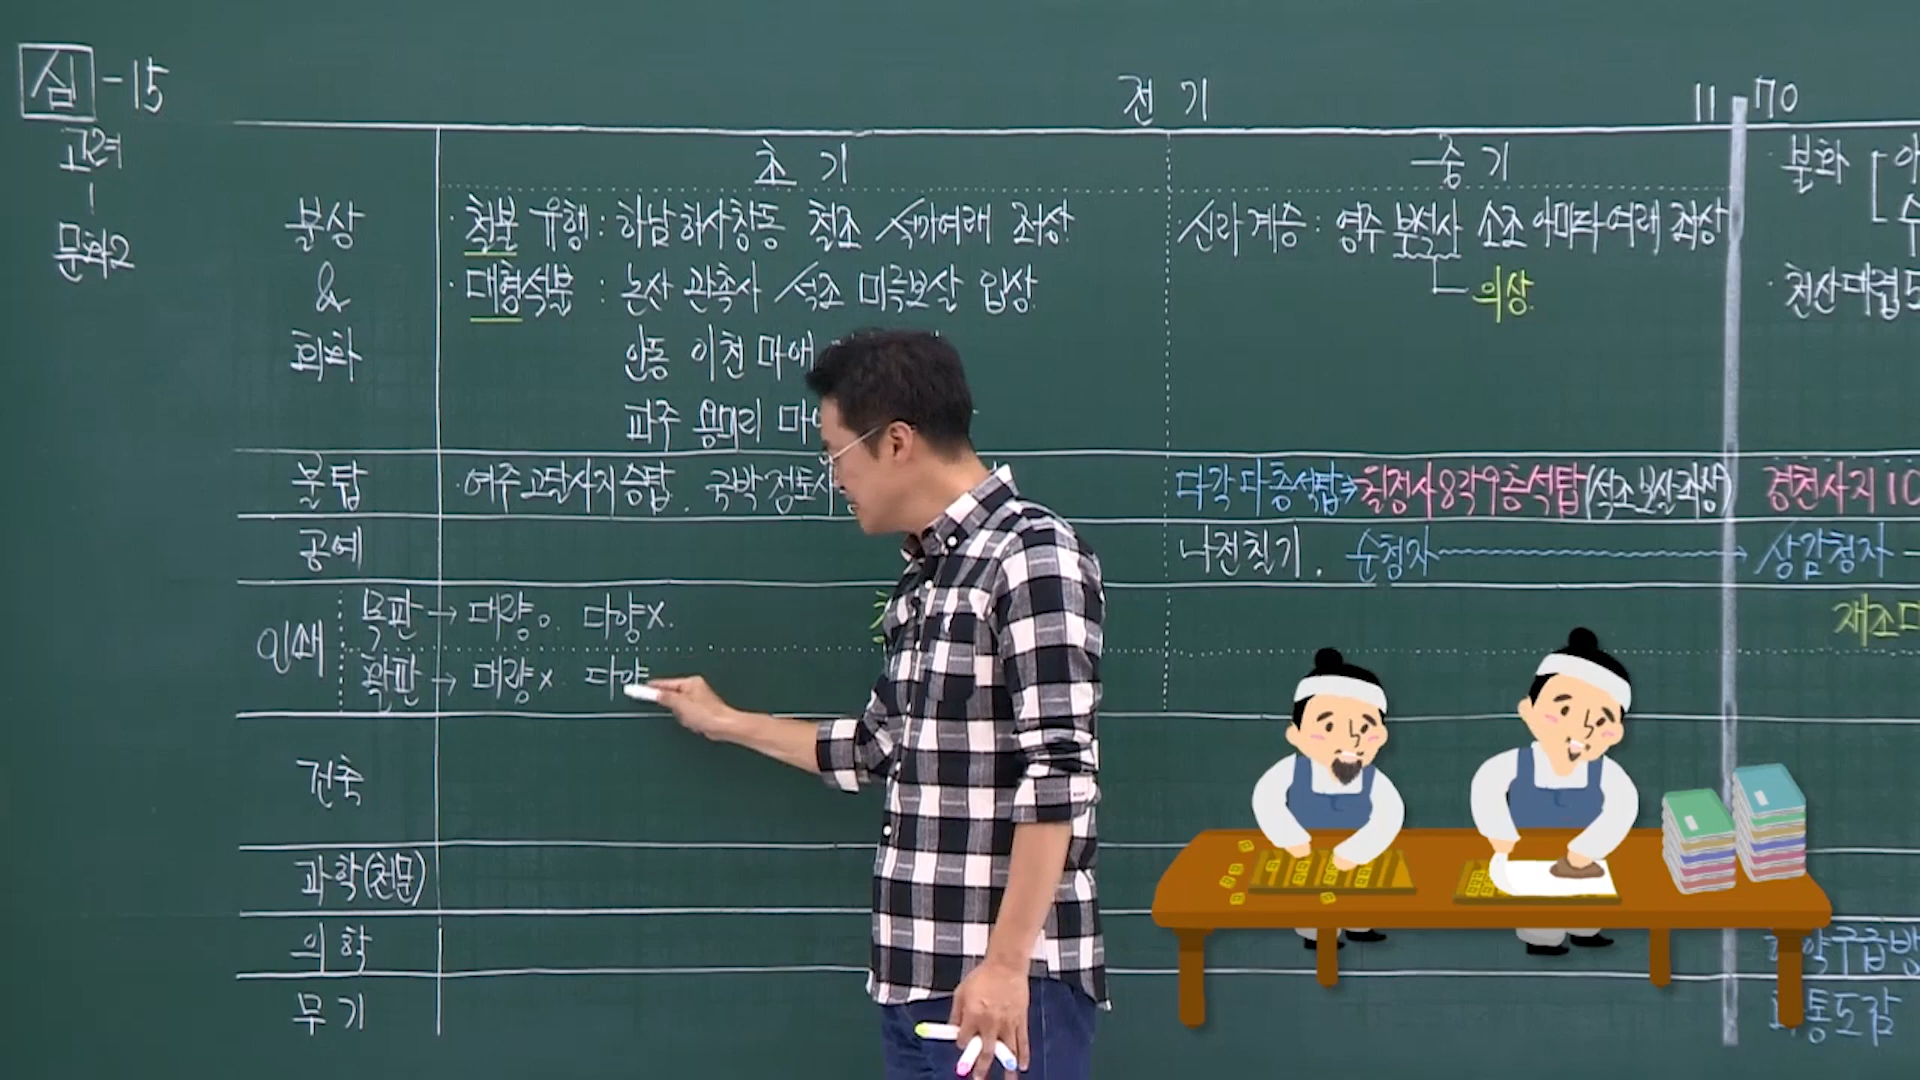 심-15
고려
문화2
전기
11 70
초기
중기
불상 & 회화
· 철불 유행 : 하남 하사창동 철조 석가여래 좌상
· 대형석불 : 논산 관촉사 석조 미륵보살 입상
안동 이천 마애
파주 용미리 마애
· 신라 계승 : 영주 부석사 소조 아미타여래 좌상
의상
· 불화
· 천산대렵도
불탑
· 여주 고달사지 승탑. 국박 정토사
다각 다층석탑 → 월정사 8각 9층석탑 (석조 보살좌상)
경천사지 10
공예
나전칠기. 순청자 → 상감청자
인쇄
목판 → 대량o. 다양x.
활판 → 대량x 다양
재조대
건축
과학(천문)
의학
약구급방
무기
통도감